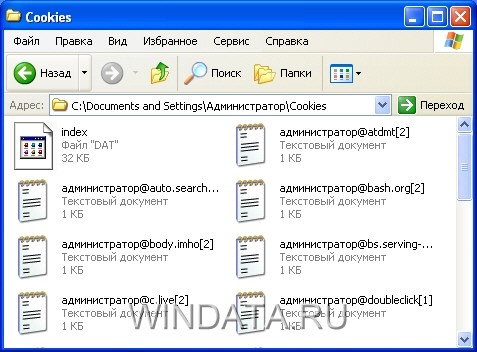 Cookies
Файл Правка Вид Избранное Сервис Справка
Назад Поиск Папки
Адрес: C:\Documents and Settings\Администратор\Cookies Переход
index
Файл "DAT"
32 КБ
администратор@atdmt[2]
Текстовый документ
1 КБ
администратор@auto.search...
Текстовый документ
1 КБ
администратор@bash.org[2]
Текстовый документ
1 КБ
администратор@body.imho[2]
Текстовый документ
1 КБ
администратор@bs.serving-...
Текстовый документ
1 КБ
администратор@c.live[2]
Текстовый документ
1 КБ
администратор@doubleclick[1]
Текстовый документ
1 КБ
WINDATA.RU